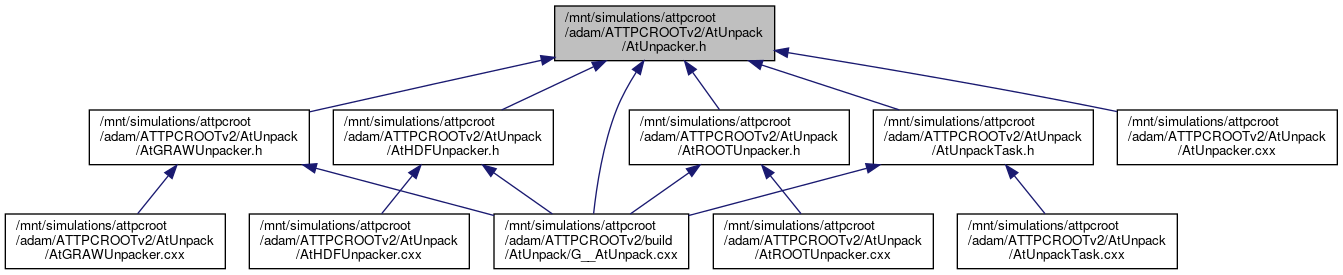 /mnt/simulations/attpcroot
/adam/ATTPCROOTv2/AtUnpack
/AtUnpacker.h
/mnt/simulations/attpcroot
/adam/ATTPCROOTv2/AtUnpack
/AtGRAWUnpacker.h
/mnt/simulations/attpcroot
/adam/ATTPCROOTv2/AtUnpack
/AtHDFUnpacker.h
/mnt/simulations/attpcroot
/adam/ATTPCROOTv2/AtUnpack
/AtROOTUnpacker.h
/mnt/simulations/attpcroot
/adam/ATTPCROOTv2/AtUnpack
/AtUnpackTask.h
/mnt/simulations/attpcroot
/adam/ATTPCROOTv2/AtUnpack
/AtUnpacker.cxx
/mnt/simulations/attpcroot
/adam/ATTPCROOTv2/AtUnpack
/AtGRAWUnpacker.cxx
/mnt/simulations/attpcroot
/adam/ATTPCROOTv2/AtUnpack
/AtHDFUnpacker.cxx
/mnt/simulations/attpcroot
/adam/ATTPCROOTv2/build
/AtUnpack/G__AtUnpack.cxx
/mnt/simulations/attpcroot
/adam/ATTPCROOTv2/AtUnpack
/AtROOTUnpacker.cxx
/mnt/simulations/attpcroot
/adam/ATTPCROOTv2/AtUnpack
/AtUnpackTask.cxx